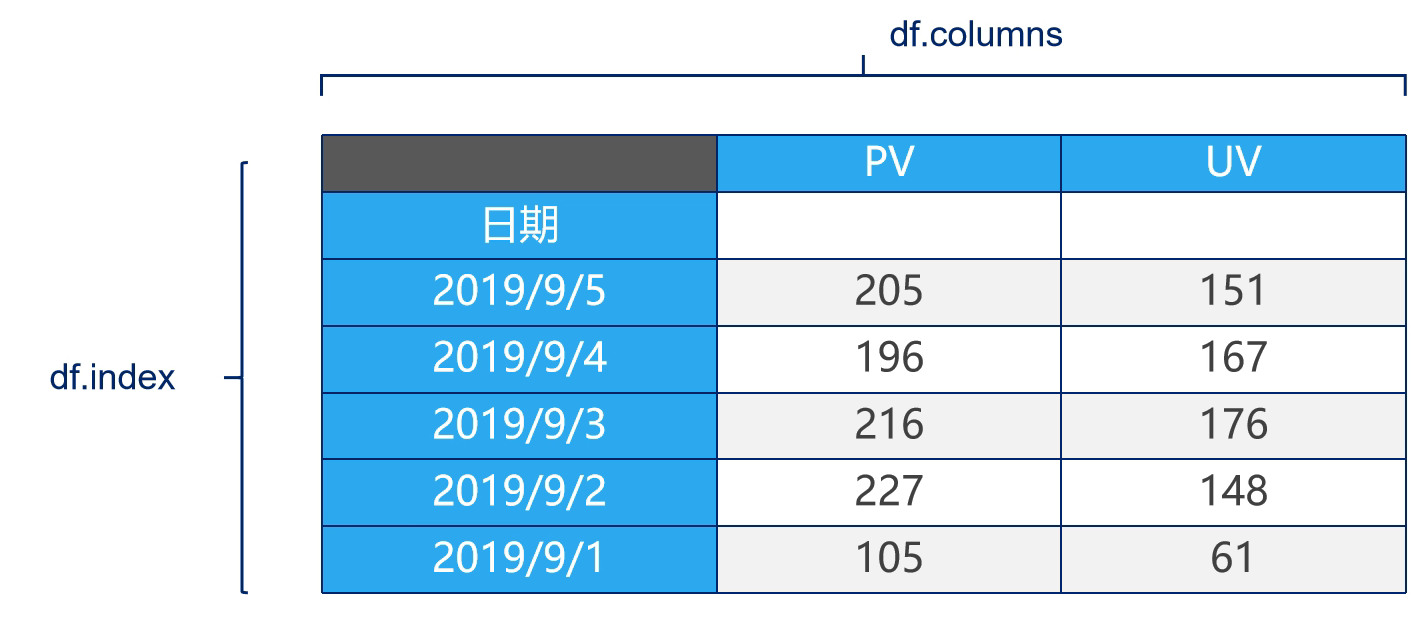 df.columns
PV UV
日期
2019/9/5 205 151
2019/9/4 196 167
df.index
2019/9/3 216 176
2019/9/2 227 148
2019/9/1 105 61